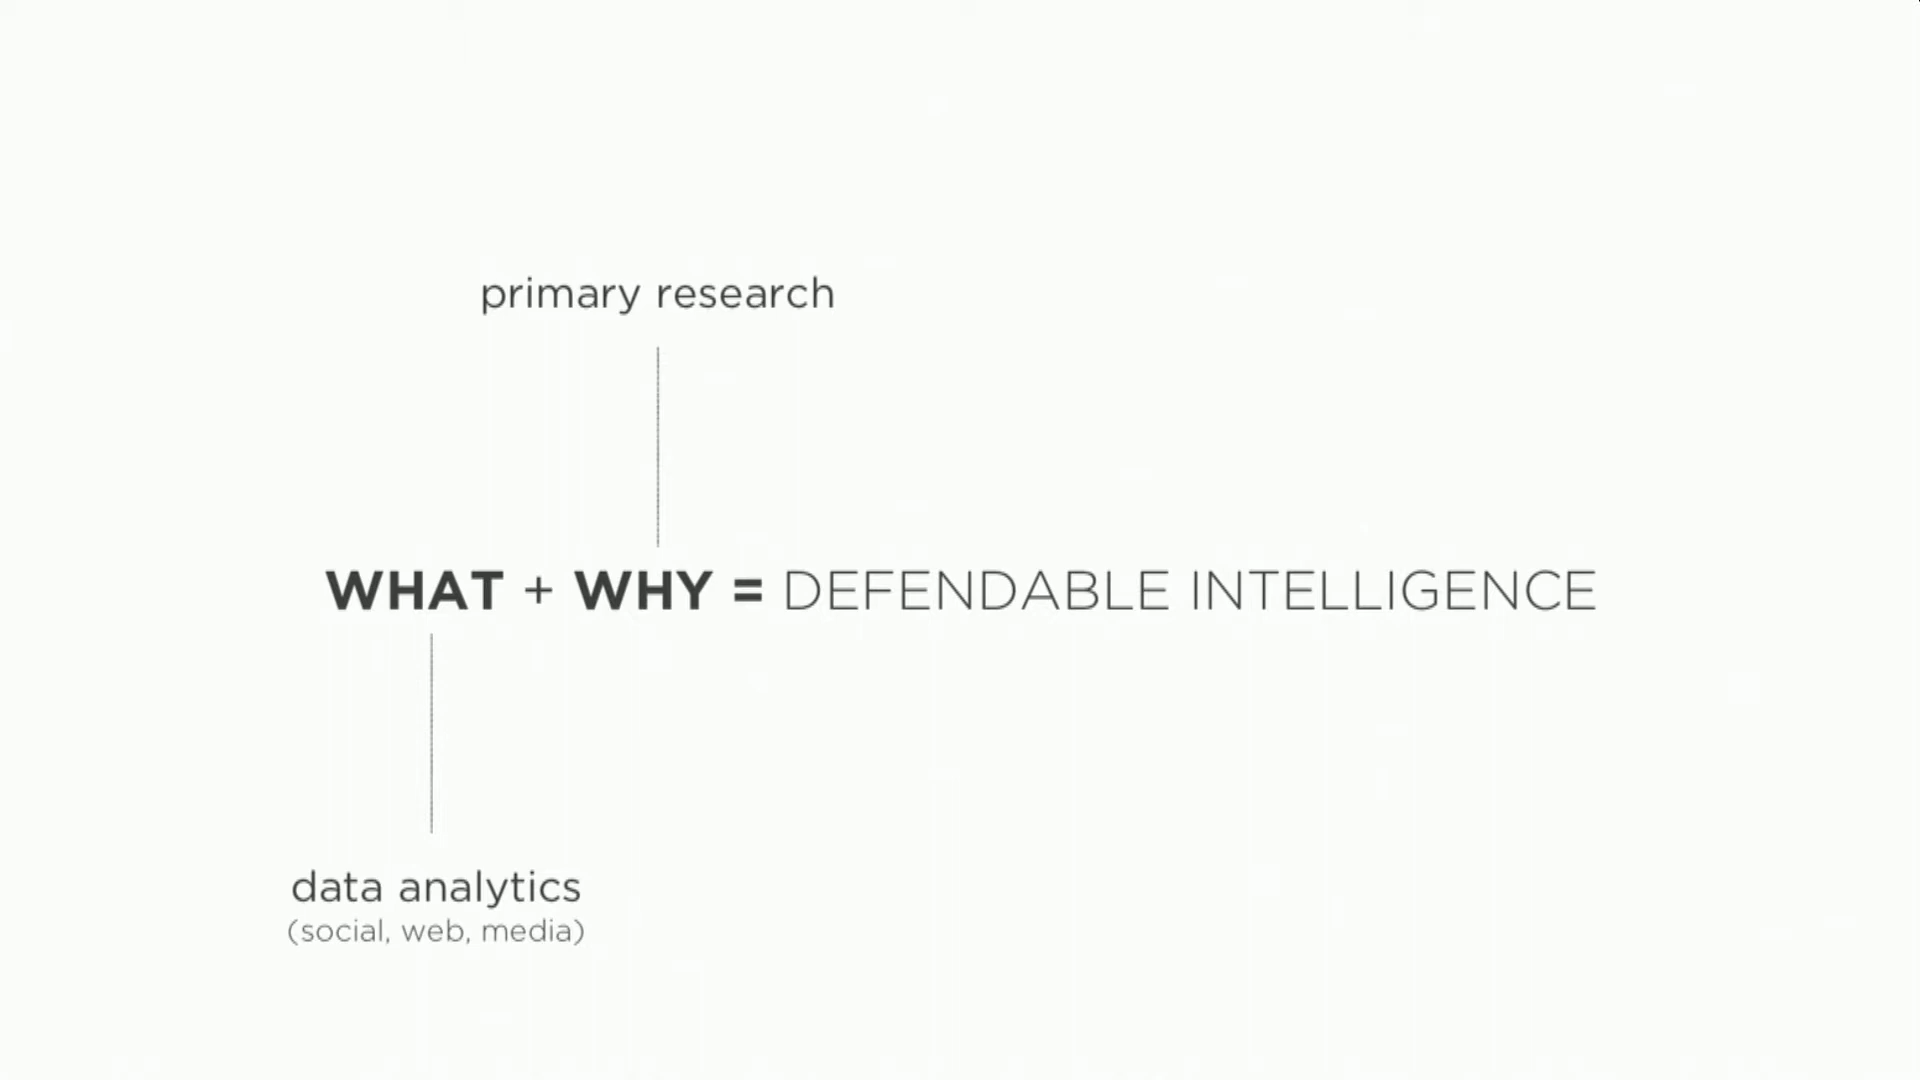 primary research
WHAT + WHY = DEFENDABLE INTELLIGENCE
data analytics
(social, web, media)